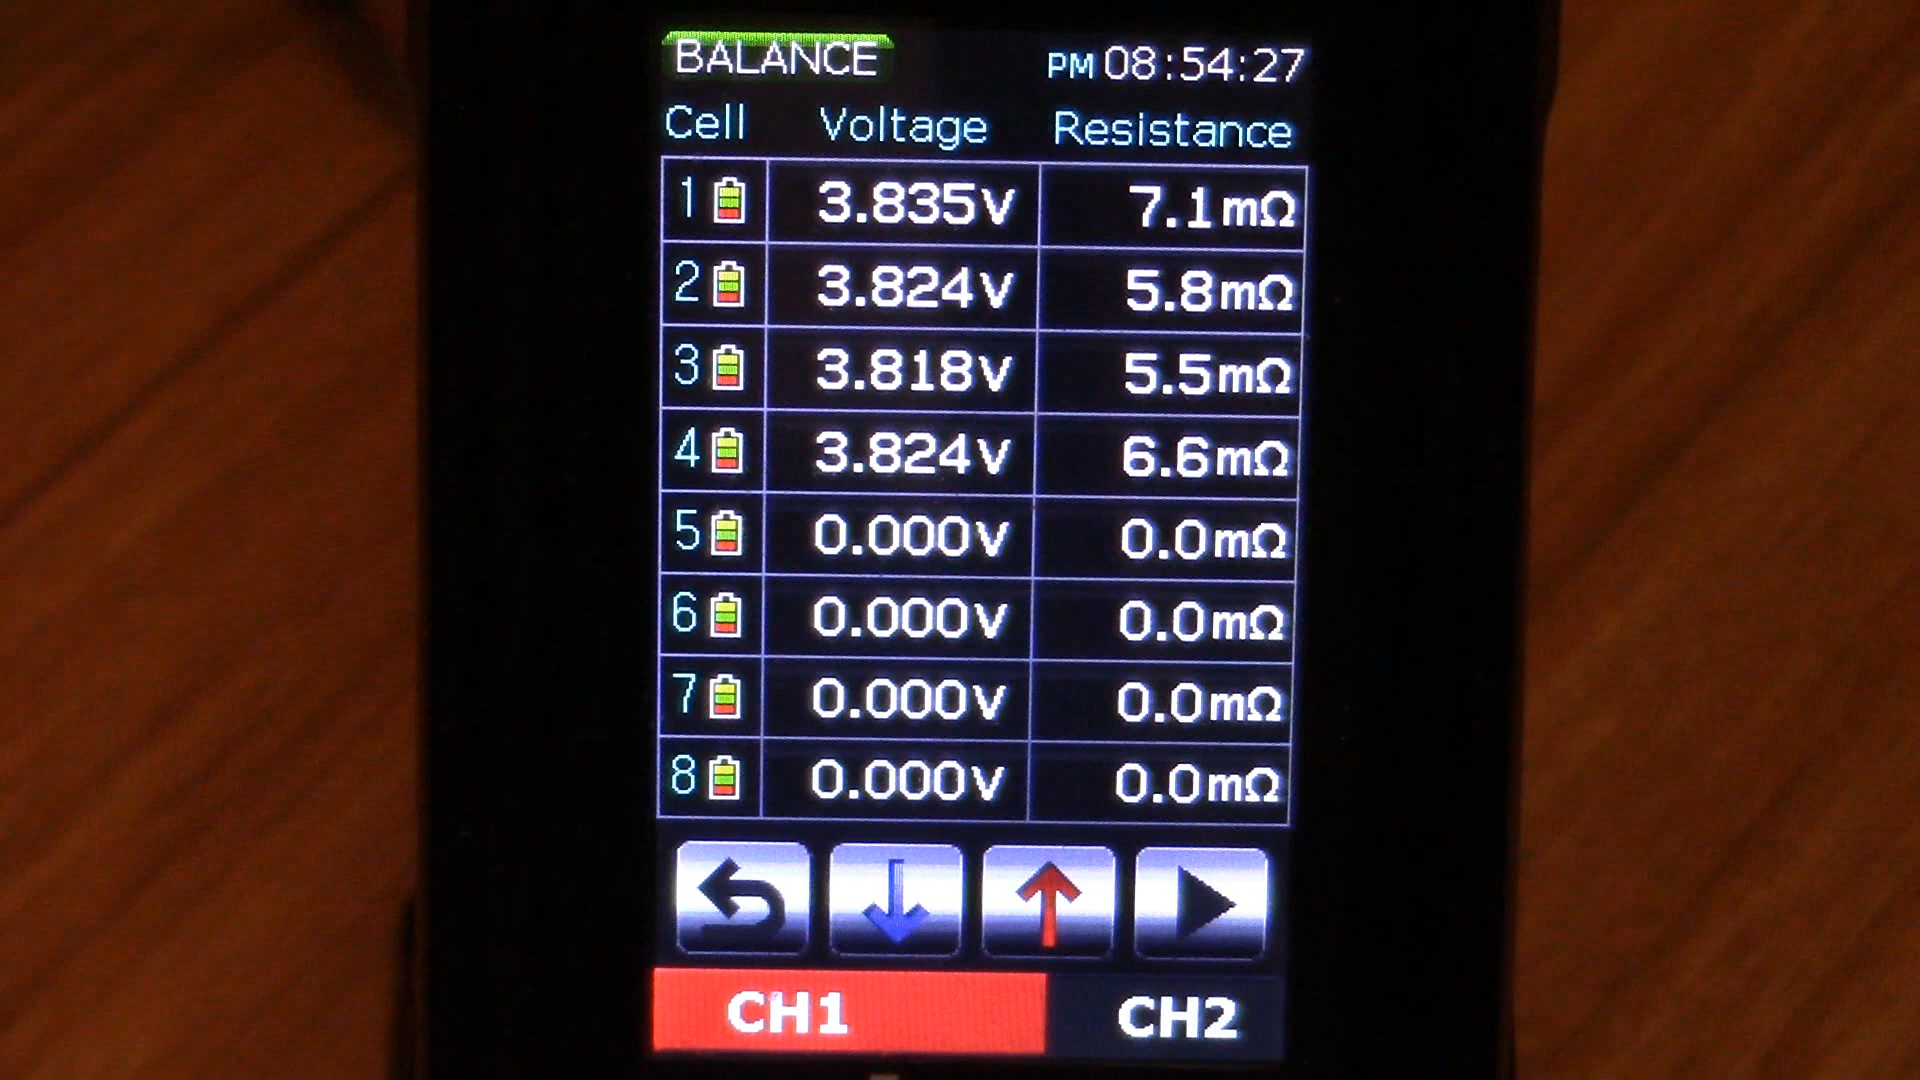 BALANCE PM 08:54:27
Cell Voltage Resistance
1 3.835V 7.1mΩ
2 3.824V 5.8mΩ
3 3.818V 5.5mΩ
4 3.824V 6.6mΩ
5 0.000V 0.0mΩ
6 0.000V 0.0mΩ
7 0.000V 0.0mΩ
8 0.000V 0.0mΩ
CH1 CH2